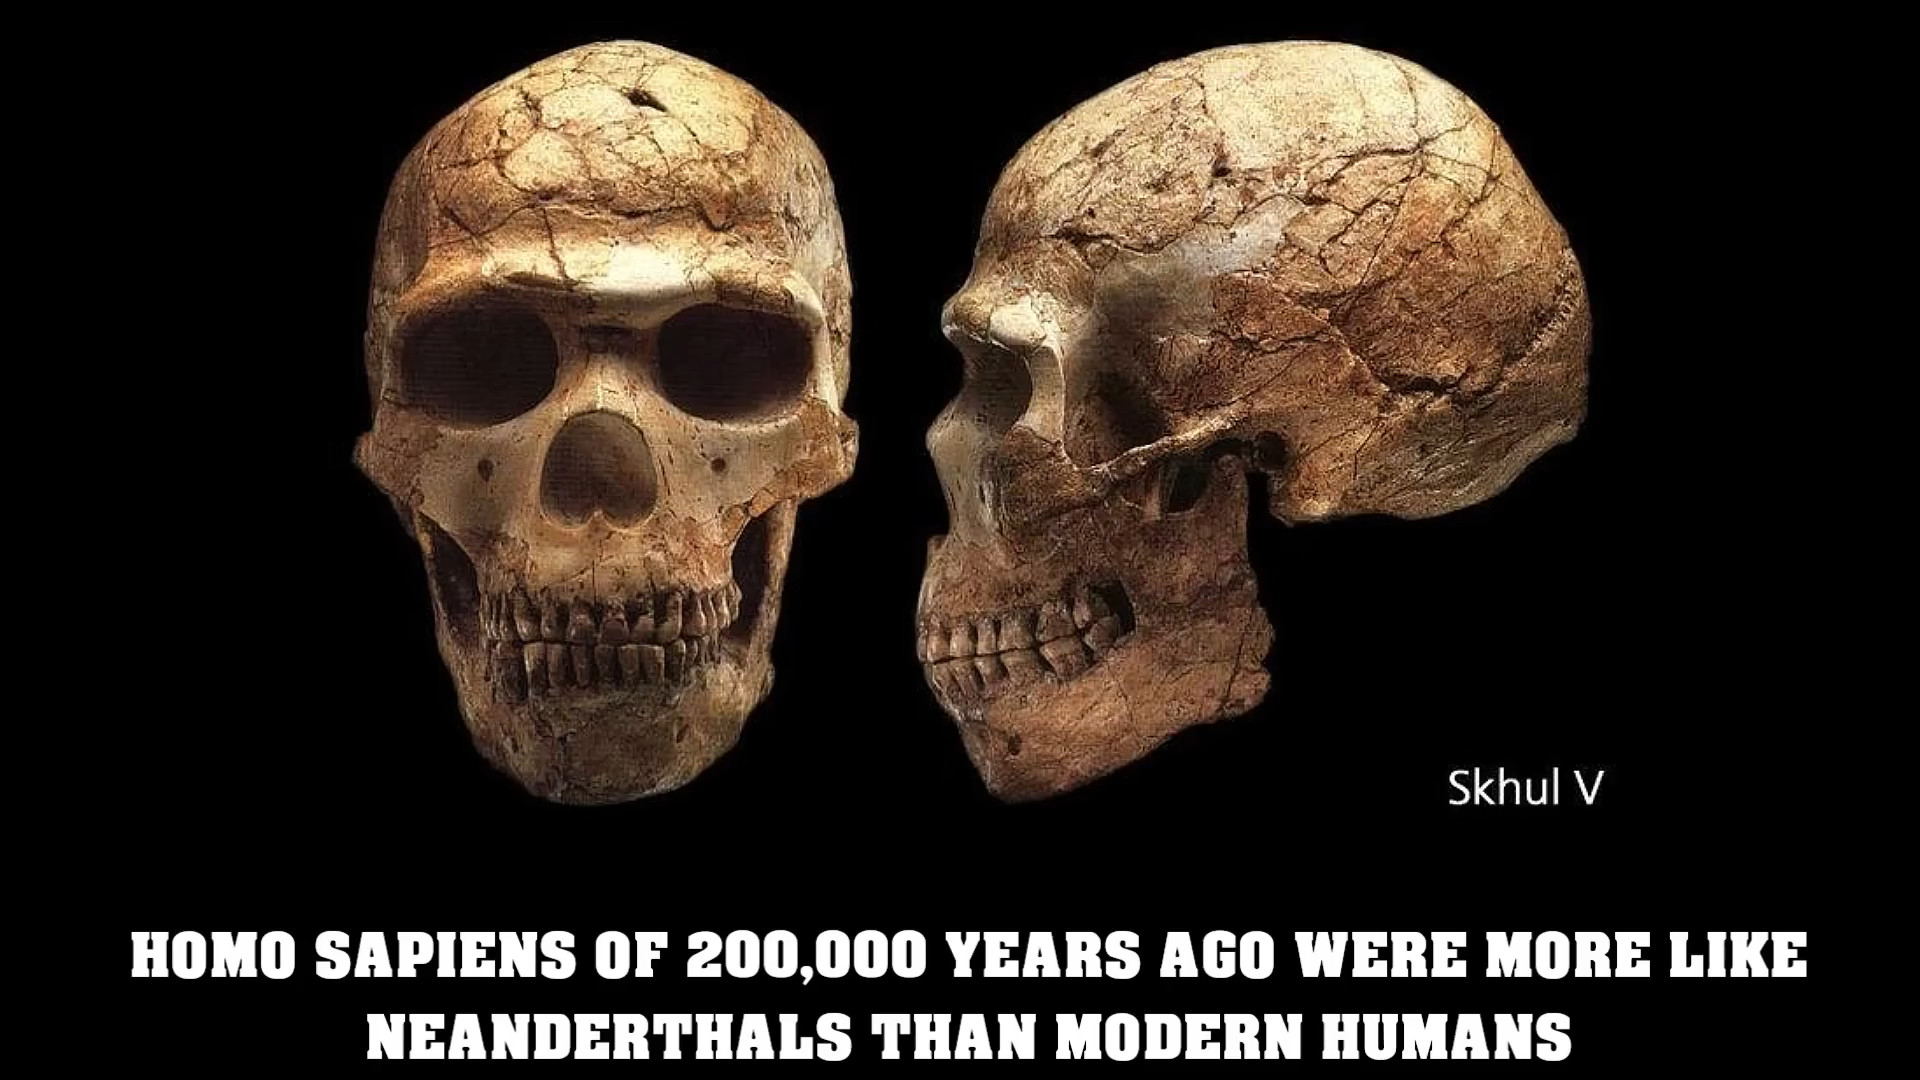 Skhul V
HOMO SAPIENS OF 200,000 YEARS AGO WERE MORE LIKE
NEANDERTHALS THAN MODERN HUMANS